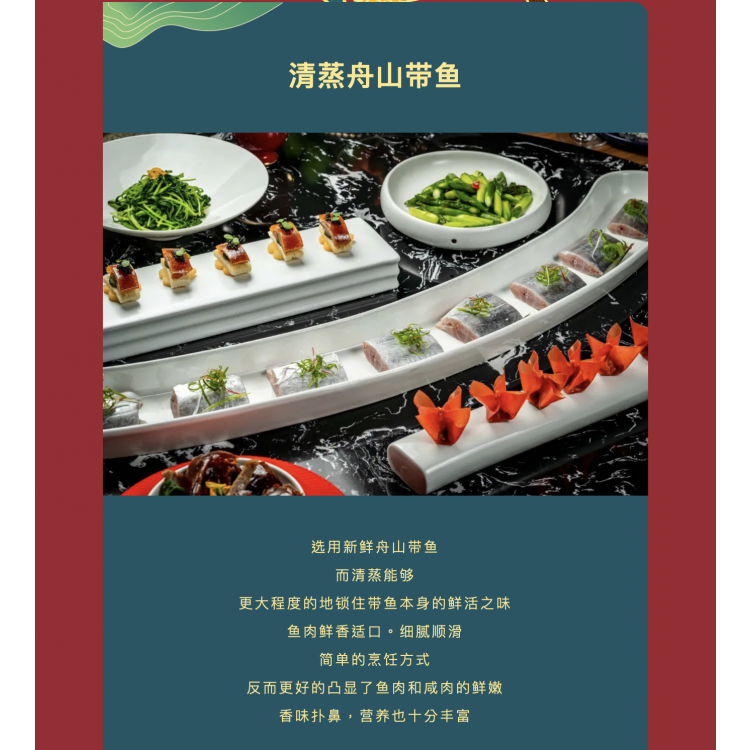 清蒸舟山带鱼
选用新鲜舟山带鱼
而清蒸能够
更大程度的地锁住带鱼本身的鲜活之味
鱼肉鲜香适口。细腻顺滑
简单的烹饪方式
反而更好的凸显了鱼肉和咸肉的鲜嫩
香味扑鼻，营养也十分丰富